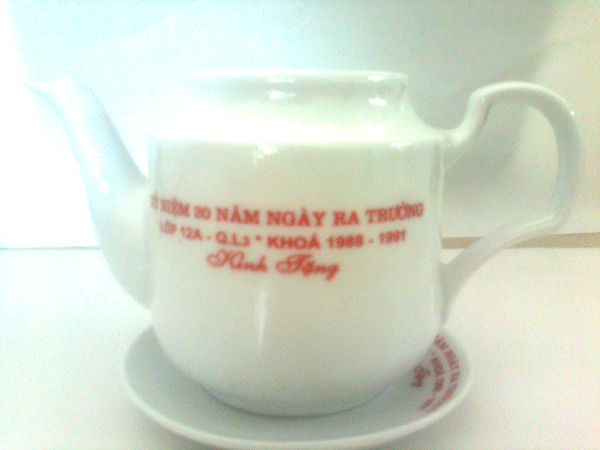 NIỆM 20 NĂM NGÀY RA TRƯỜNG
LỚP 12A - Q.L3 * KHOÁ 1988 - 1991
Kính Tặng